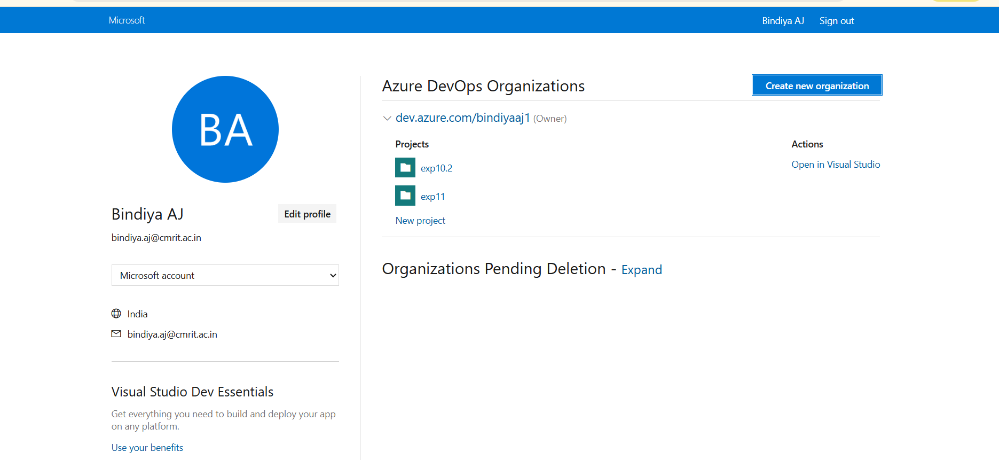 Microsoft
Bindiya AJ
Sign out
BA
Bindiya AJ
Edit profile
bindiya.aj@cmrit.ac.in
Microsoft account
India
bindiya.aj@cmrit.ac.in
Visual Studio Dev Essentials
Get everything you need to build and deploy your app
on any platform.
Use your benefits
Azure DevOps Organizations
Create new organization
dev.azure.com/bindiyaaj1 (Owner)
Projects
Actions
exp10.2
Open in Visual Studio
exp11
New project
Organizations Pending Deletion - Expand